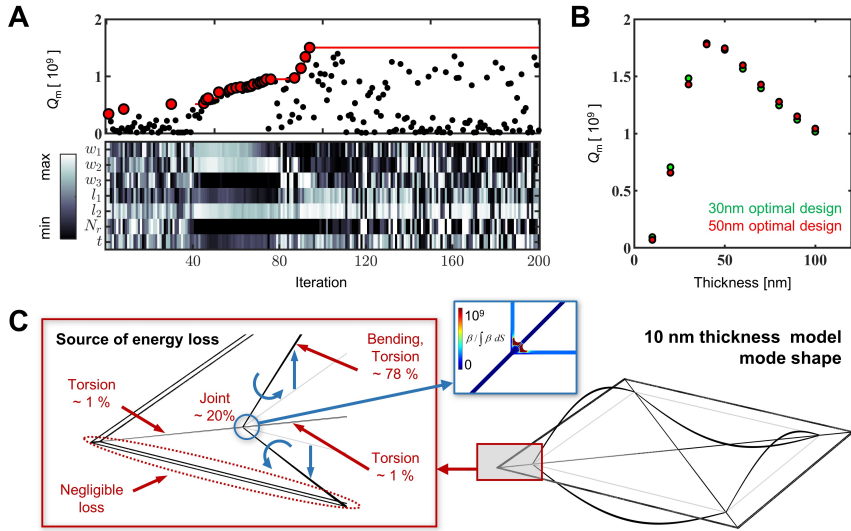 A
Q_m [ 10^9]
2
1
0
max
min
w_1
w_2
w_3
l_1
l_2
N_r
t
40
80
120
160
200
Iteration
B
Q_m [ 10^9]
2
1.5
1
0.5
0
30nm optimal design
50nm optimal design
0
50
100
Thickness [nm]
C
Source of energy loss
Bending,
Torsion
~ 78 %
Torsion
~ 1 %
Joint
~ 20%
Torsion
~ 1 %
Negligible
loss
10^9
β / ∫ β dS
0
10 nm thickness model
mode shape